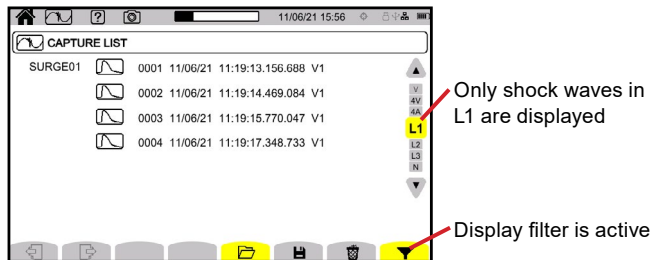 ?
11/06/21 15:56
CAPTURE LIST
SURGE01
0001 11/06/21 11:19:13.156.688 V1
0002 11/06/21 11:19:14.469.084 V1
0003 11/06/21 11:19:15.770.047 V1
0004 11/06/21 11:19:17.348.733 V1
V
4V
4A
L1
L2
L3
N
Only shock waves in
L1 are displayed
Display filter is active